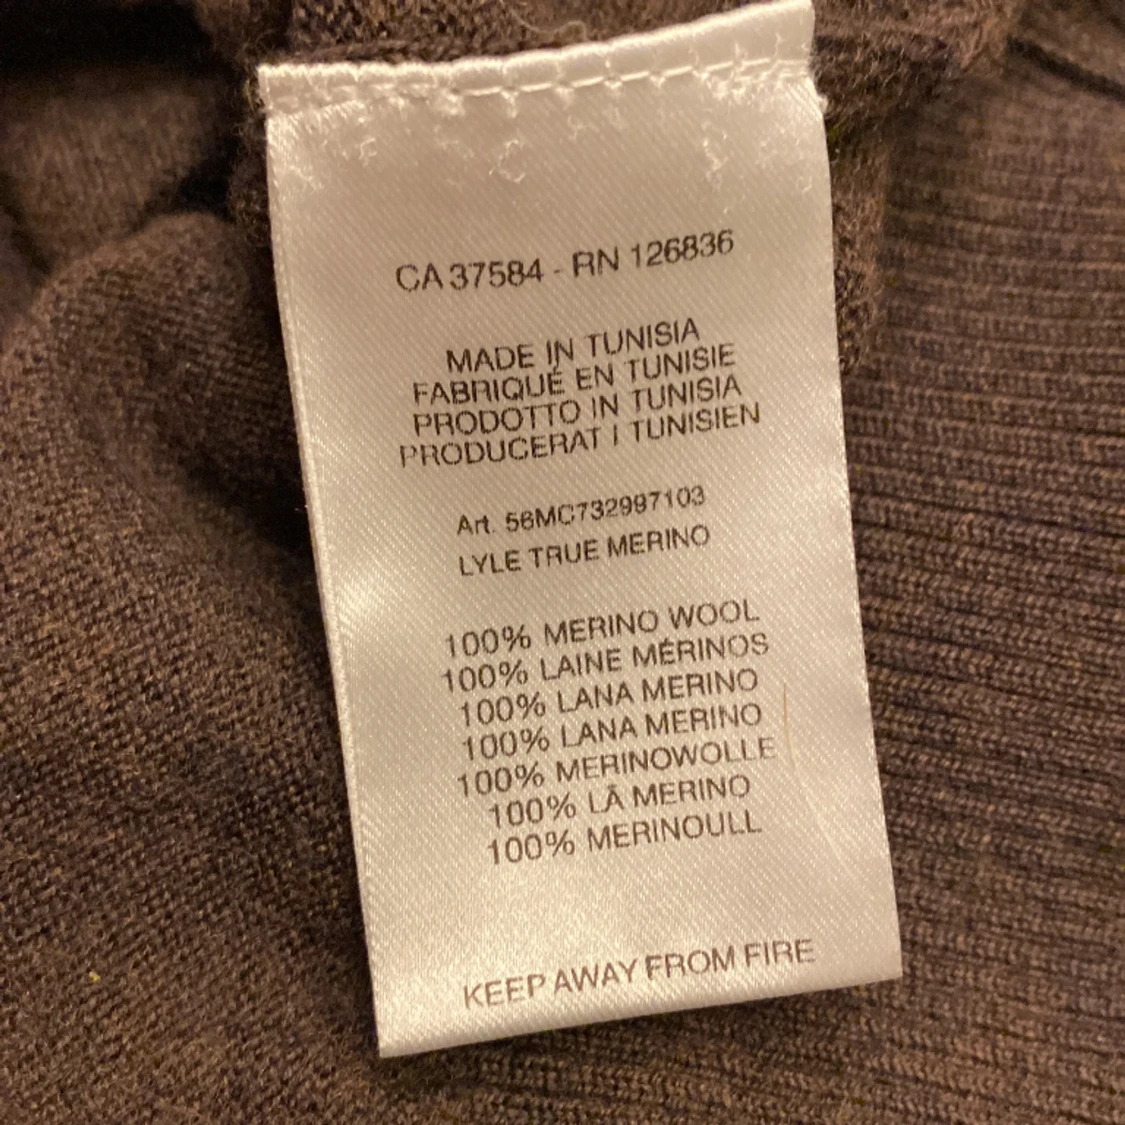 CA 37584 - RN 126836
MADE IN TUNISIA
FABRIQUÉ EN TUNISIE
PRODOTTO IN TUNISIA
PRODUCERAT I TUNISIEN
Art. 56MC732997103
LYLE TRUE MERINO
100% MERINO WOOL
100% LAINE MÉRINOS
100% LANA MERINO
100% LANA MERINO
100% MERINOWOLLE
100% LÃ MERINO
100% MERINOULL
KEEP AWAY FROM FIRE